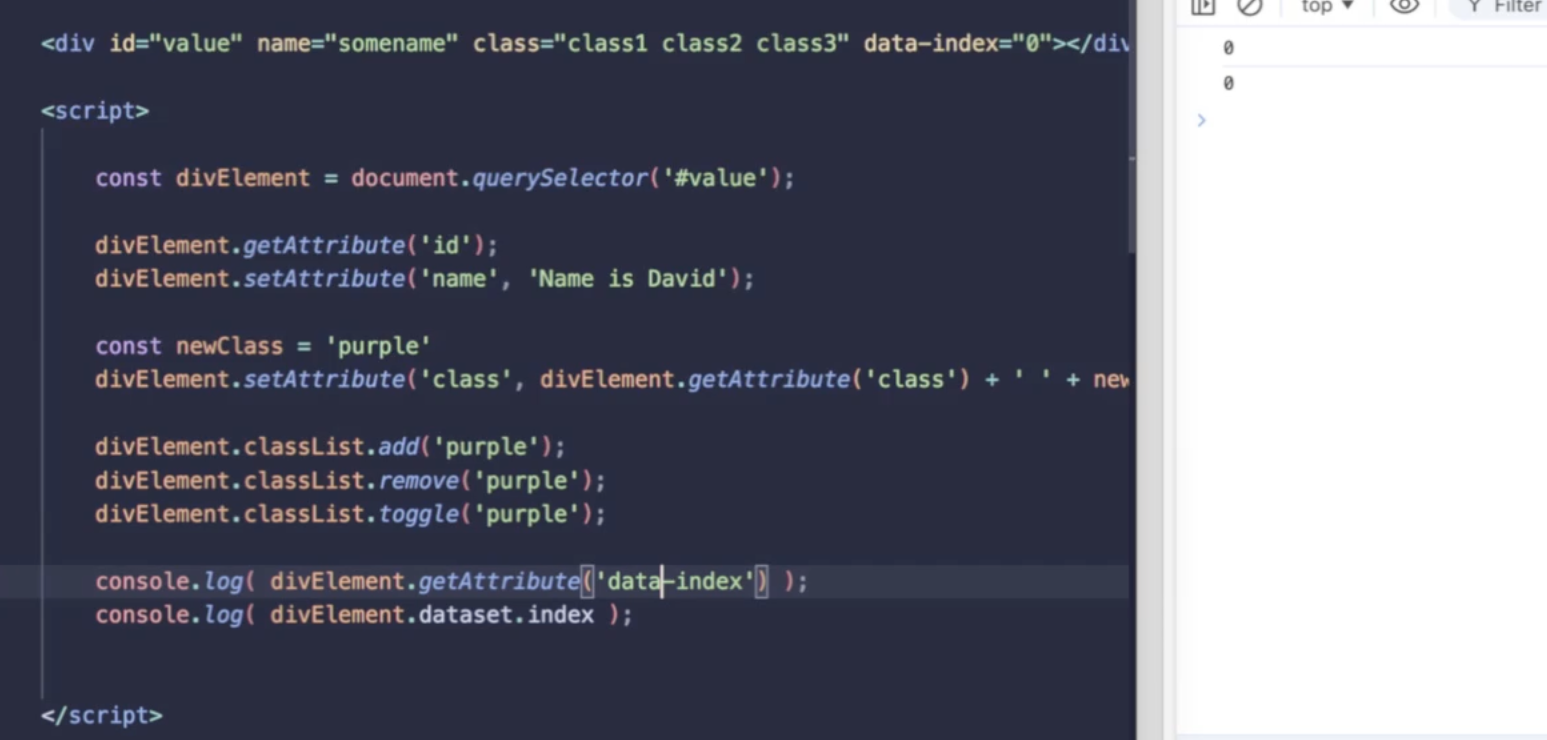 <div id="value" name="somename" class="class1 class2 class3" data-index="0"></div
<script>
const divElement = document.querySelector('#value');
divElement.getAttribute('id');
divElement.setAttribute('name', 'Name is David');
const newClass = 'purple'
divElement.setAttribute('class', divElement.getAttribute('class') + ' ' + new
divElement.classList.add('purple');
divElement.classList.remove('purple');
divElement.classList.toggle('purple');
console.log( divElement.getAttribute('data-index') );
console.log( divElement.dataset.index );
</script>
top
Filter
0
0